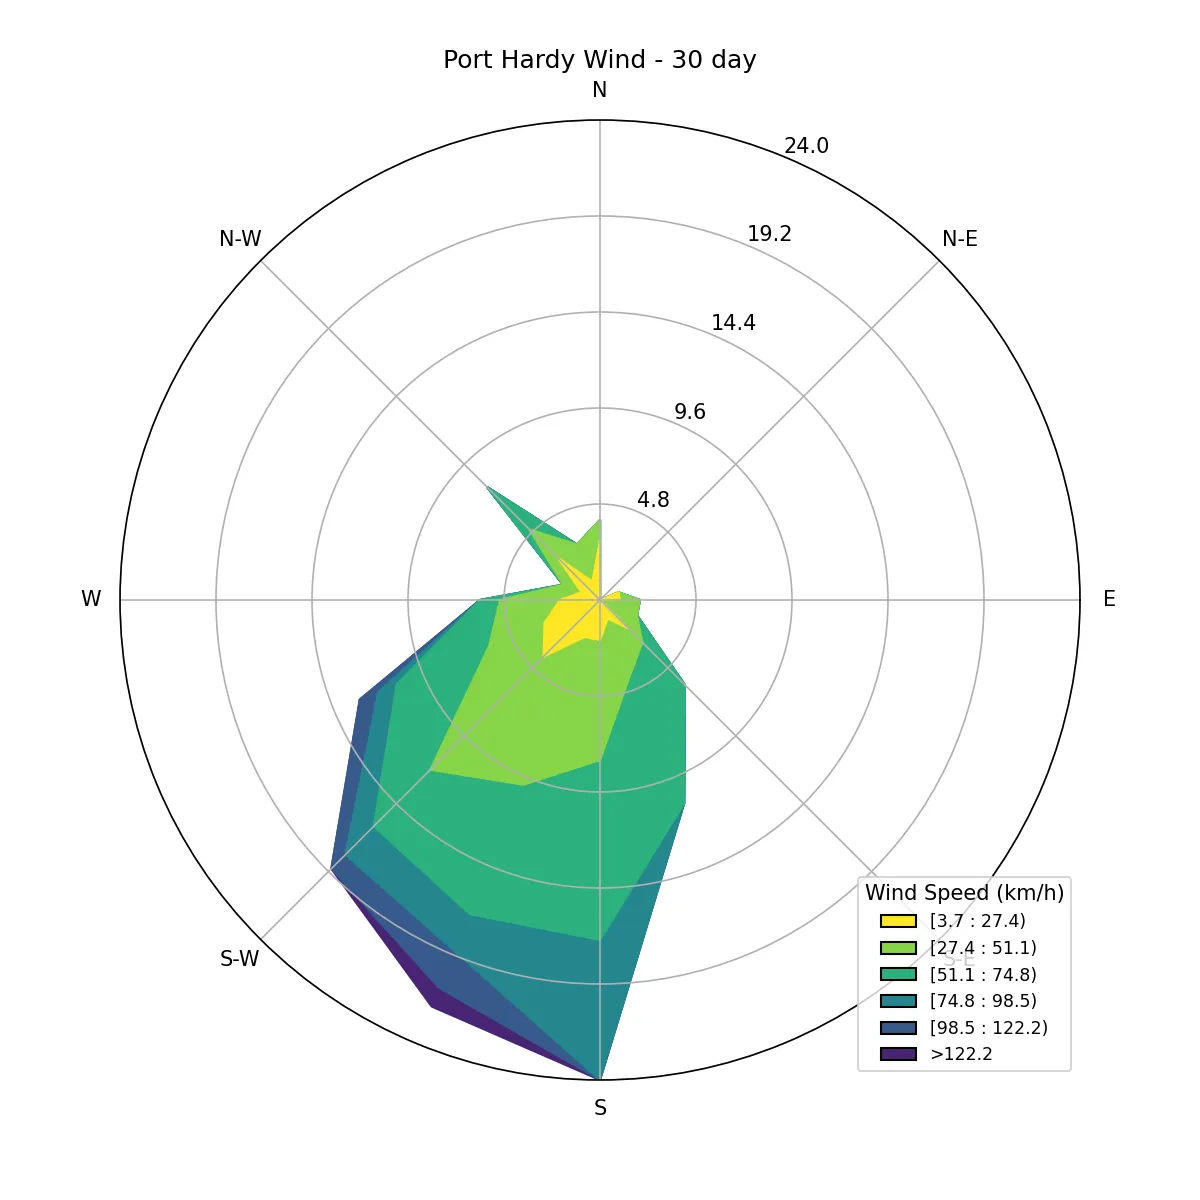 Port Hardy Wind - 30 day
N
24.0
N-W
19.2
N-E
14.4
9.6
4.8
W
E
S-W
S-E
Wind Speed (km/h)
[3.7 : 27.4)
[27.4 : 51.1)
[51.1 : 74.8)
[74.8 : 98.5)
[98.5 : 122.2)
>122.2
S